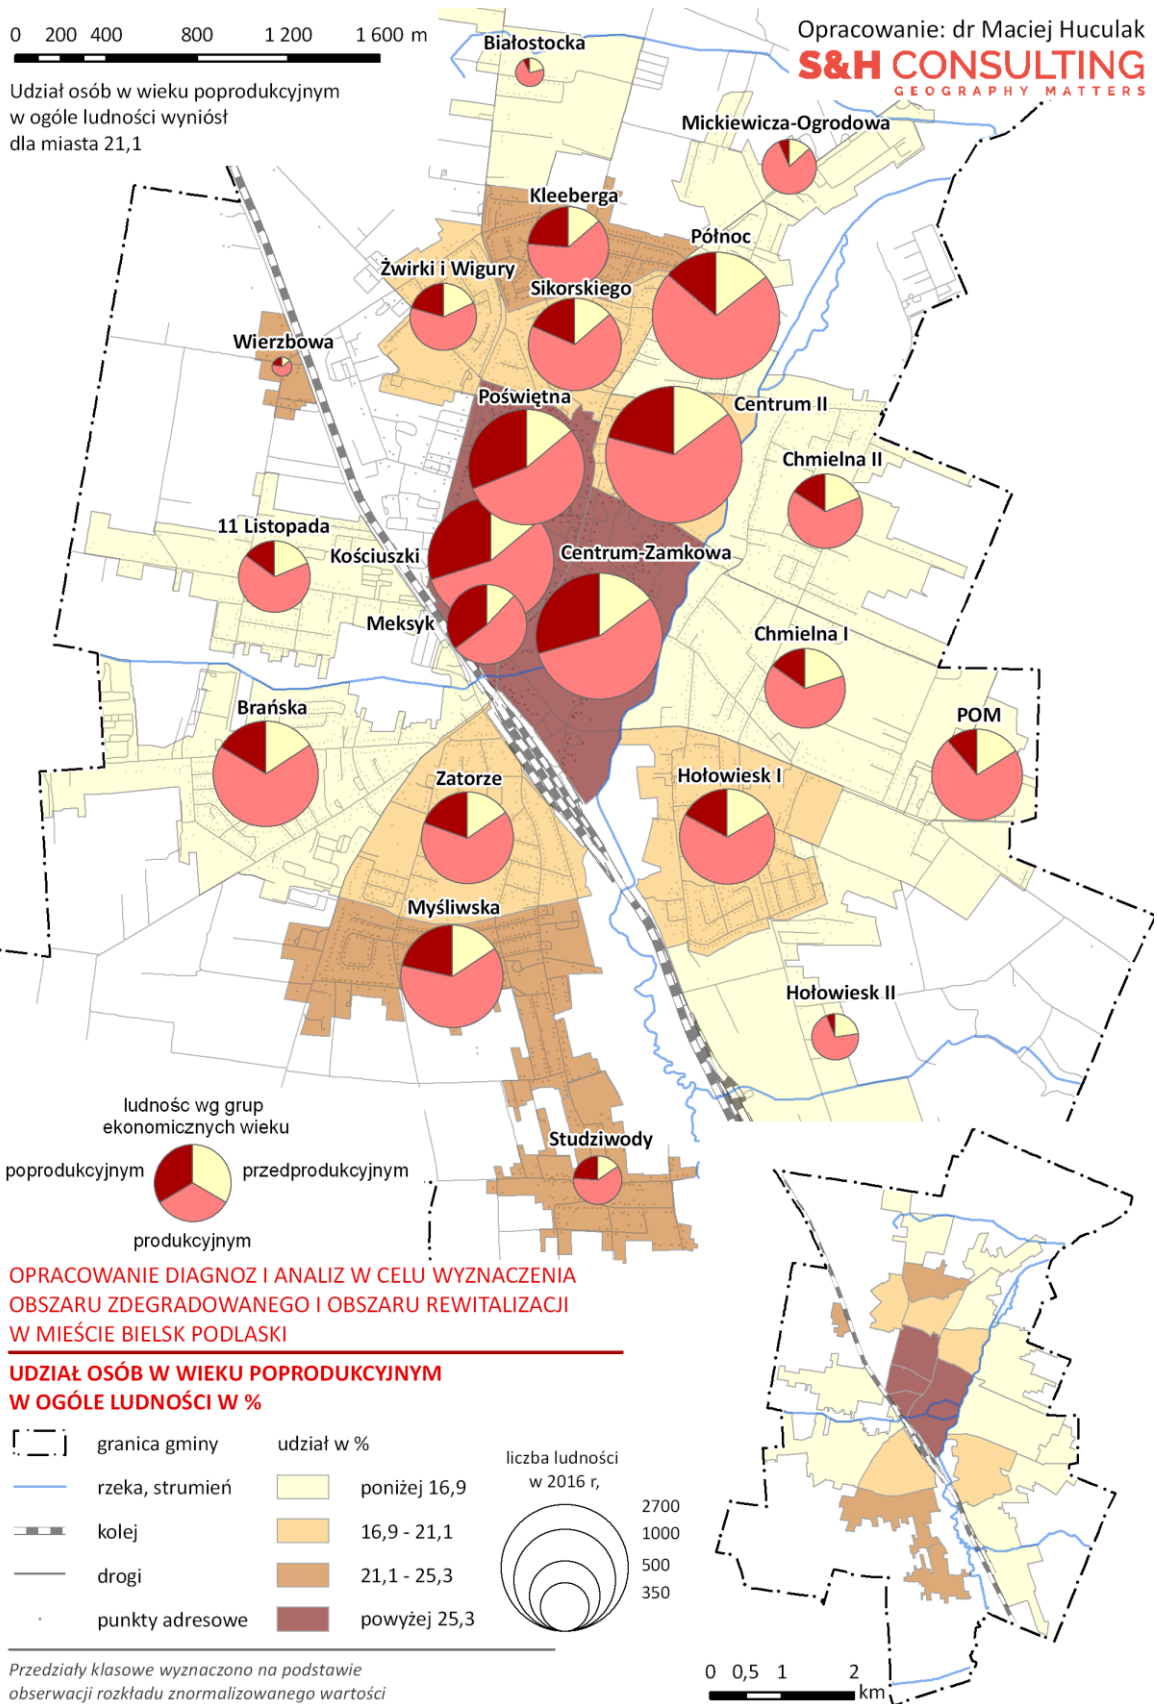 0 200 400 800 1 200 1 600 m
Udział osób w wieku poprodukcyjnym
w ogóle ludności wyniósł
dla miasta 21,1
Opracowanie: dr Maciej Huculak
S&H CONSULTING
GEOGRAPHY MATTERS
Białostocka
Mickiewicza-Ogrodowa
Kleeberga
Północ
Żwirki i Wigury
Sikorskiego
Wierzbowa
Poświętna
Centrum II
Chmielna II
11 Listopada
Kościuszki
Centrum-Zamkowa
Meksyk
Chmielna I
Brańska
POM
Zatorze
Hołowiesk I
Myśliwska
Hołowiesk II
Studziwody
ludnośc wg grup
ekonomicznych wieku
poprodukcyjnym
przedprodukcyjnym
produkcyjnym
OPRACOWANIE DIAGNOZ I ANALIZ W CELU WYZNACZENIA
OBSZARU ZDEGRADOWANEGO I OBSZARU REWITALIZACJI
W MIEŚCIE BIELSK PODLASKI
UDZIAŁ OSÓB W WIEKU POPRODUKCYJNYM
W OGÓLE LUDNOŚCI W %
granica gminy
rzeka, strumień
kolej
drogi
punkty adresowe
udział w %
poniżej 16,9
16,9 - 21,1
21,1 - 25,3
powyżej 25,3
liczba ludności
w 2016 r,
2700
1000
500
350
Przedziały klasowe wyznaczono na podstawie
obserwacji rozkładu znormalizowanego wartości
0 0,5 1 2
km